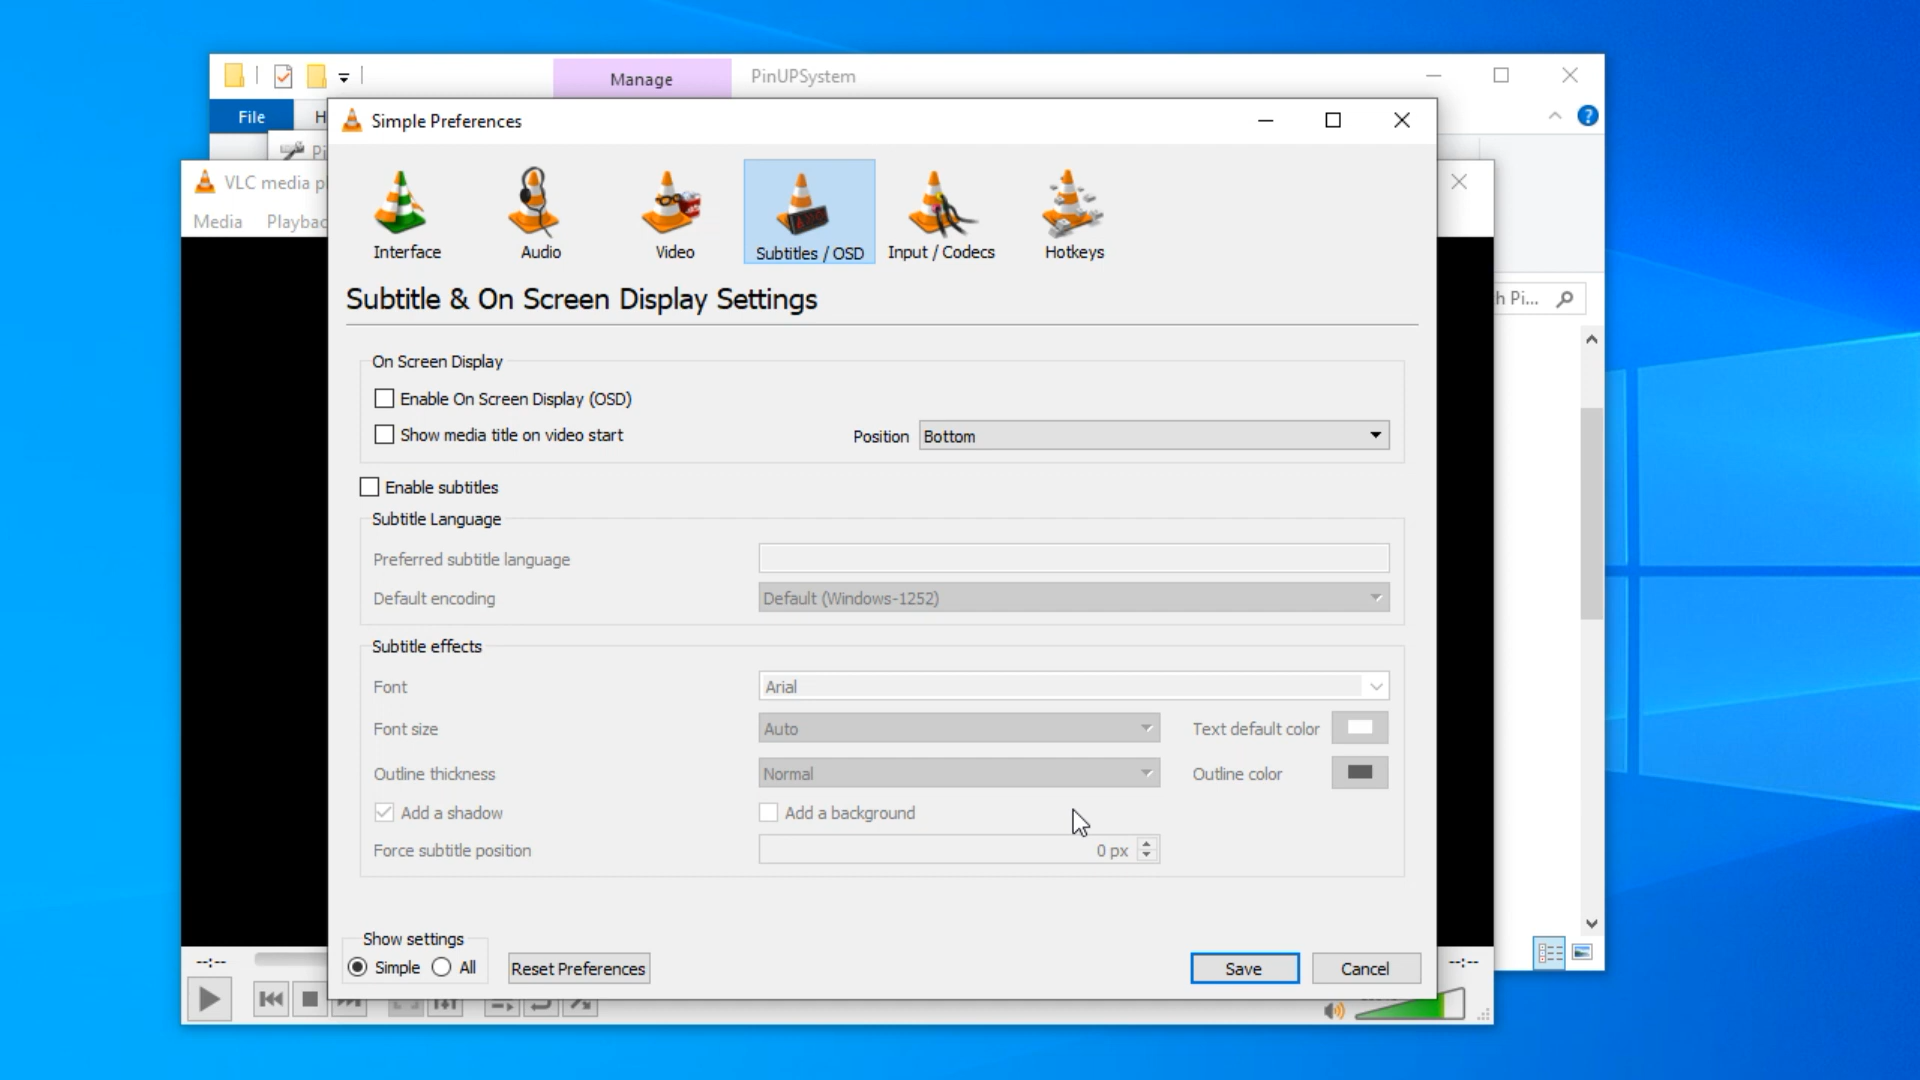 Manage
PinUPSystem
File
H
Simple Preferences
Pi
VLC media p
Media Playbac
Interface
Audio
Video
Subtitles / OSD
Input / Codecs
Hotkeys
Subtitle & On Screen Display Settings
h Pi...
On Screen Display
Enable On Screen Display (OSD)
Show media title on video start
Position Bottom
Enable subtitles
Subtitle Language
Preferred subtitle language
Default encoding Default (Windows-1252)
Subtitle effects
Font Arial
Font size Auto Text default color
Outline thickness Normal Outline color
Add a shadow Add a background
Force subtitle position 0 px
Show settings
Simple All Reset Preferences Save Cancel
--:-- --:--